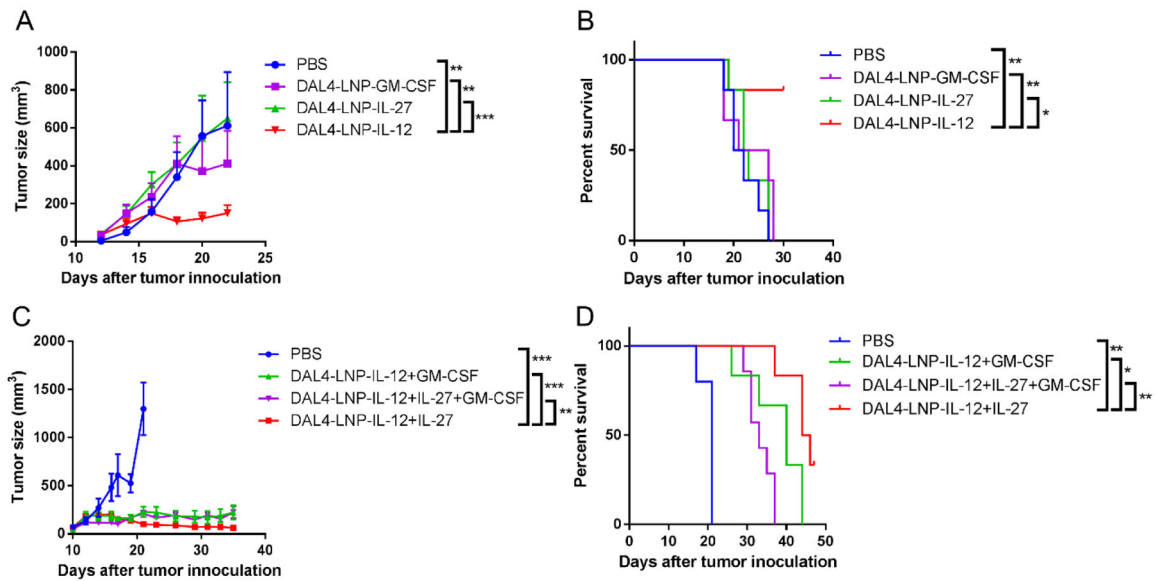 A
Tumor size (mm³)
1000
800
600
400
200
0
10
15
20
25
Days after tumor innoculation
PBS
DAL4-LNP-GM-CSF
DAL4-LNP-IL-27
DAL4-LNP-IL-12
**
**
***
B
Percent survival
100
50
0
0
10
20
30
40
Days after tumor inoculation
PBS
DAL4-LNP-GM-CSF
DAL4-LNP-IL-27
DAL4-LNP-IL-12
**
**
*
C
Tumor size (mm³)
2000
1500
1000
500
0
10
20
30
40
Days after tumor innoculation
PBS
DAL4-LNP-IL-12+GM-CSF
DAL4-LNP-IL-12+IL-27+GM-CSF
DAL4-LNP-IL-12+IL-27
***
***
**
D
Percent survival
100
50
0
0
10
20
30
40
50
Days after tumor inoculation
PBS
DAL4-LNP-IL-12+GM-CSF
DAL4-LNP-IL-12+IL-27+GM-CSF
DAL4-LNP-IL-12+IL-27
**
*
**